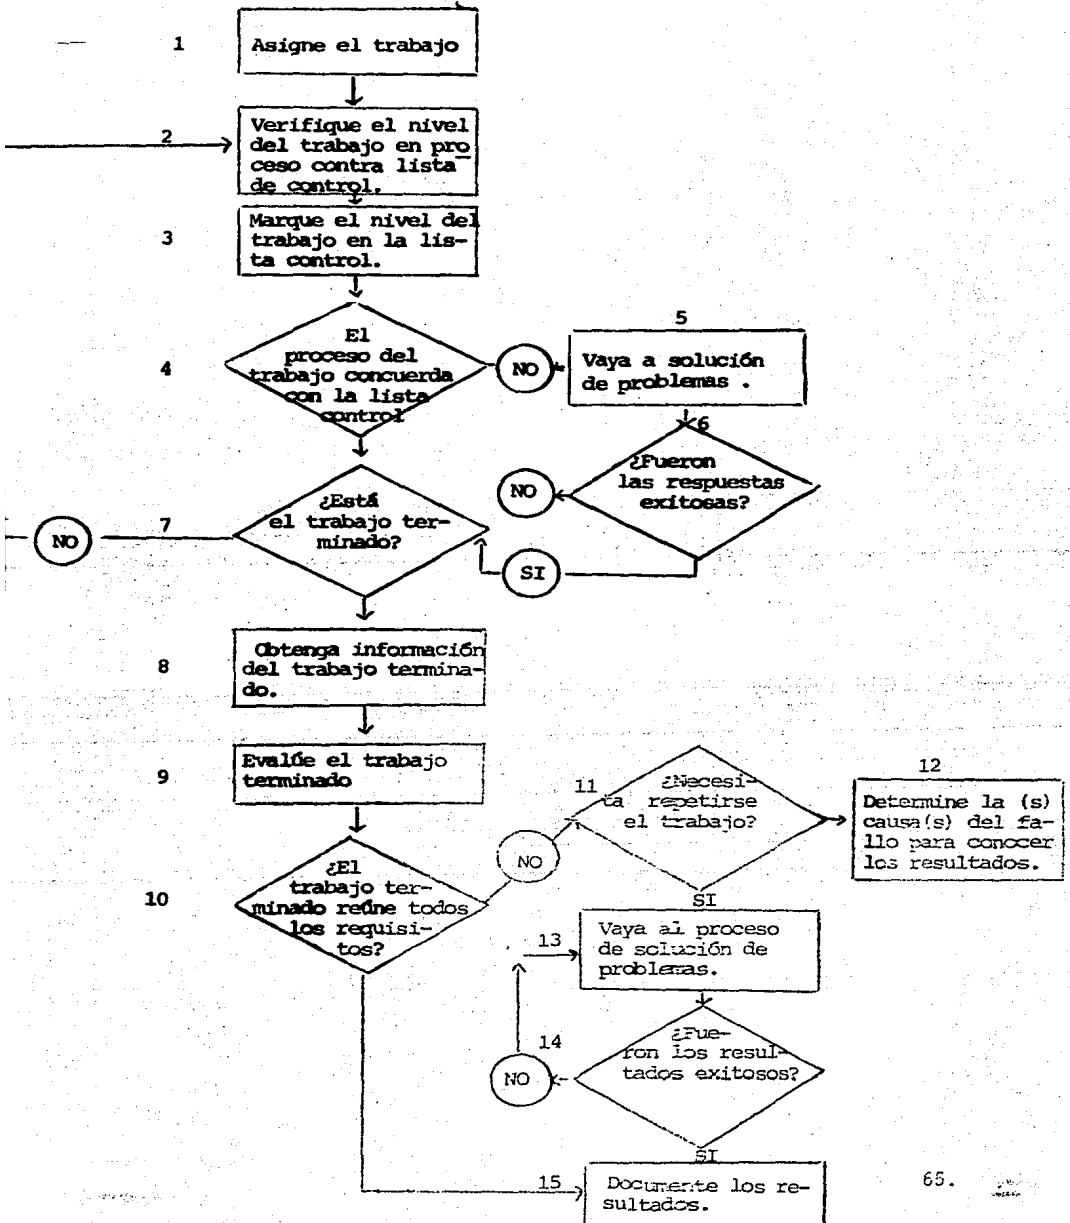 1
Asigne el trabajo
2
Verifique el nivel
del trabajo en pro
ceso contra lista
de control.
3
Marque el nivel del
trabajo en la lis-
ta control.
4
El
proceso del
trabajo concuerda
con la lista
control
NO
5
Vaya a solución
de problemas .
6
¿Fueron
las respuestas
exitosas?
NO
SI
7
¿Está
el trabajo ter-
minado?
NO
8
Obtenga información
del trabajo termina-
do.
9
Evalúe el trabajo
terminado
10
¿El
trabajo ter-
minado reúne todos
los requisi-
tos?
NO
11
¿Necesi-
ta repetirse
el trabajo?
12
Determine la (s)
causa(s) del fa-
llo para conocer
los resultados.
SI
13
Vaya al proceso
de solución de
problemas.
14
¿Fue-
ron los resul-
tados exitosos?
NO
SI
15
Documente los re-
sultados.
65.